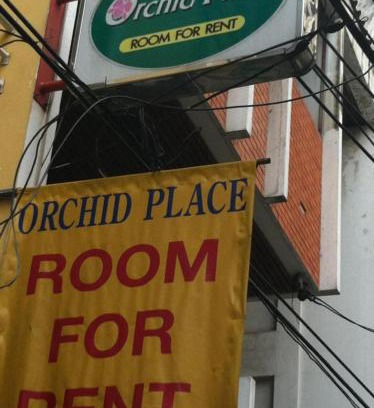 Orchid
ROOM FOR RENT
ORCHID PLACE
ROOM
FOR
RENT